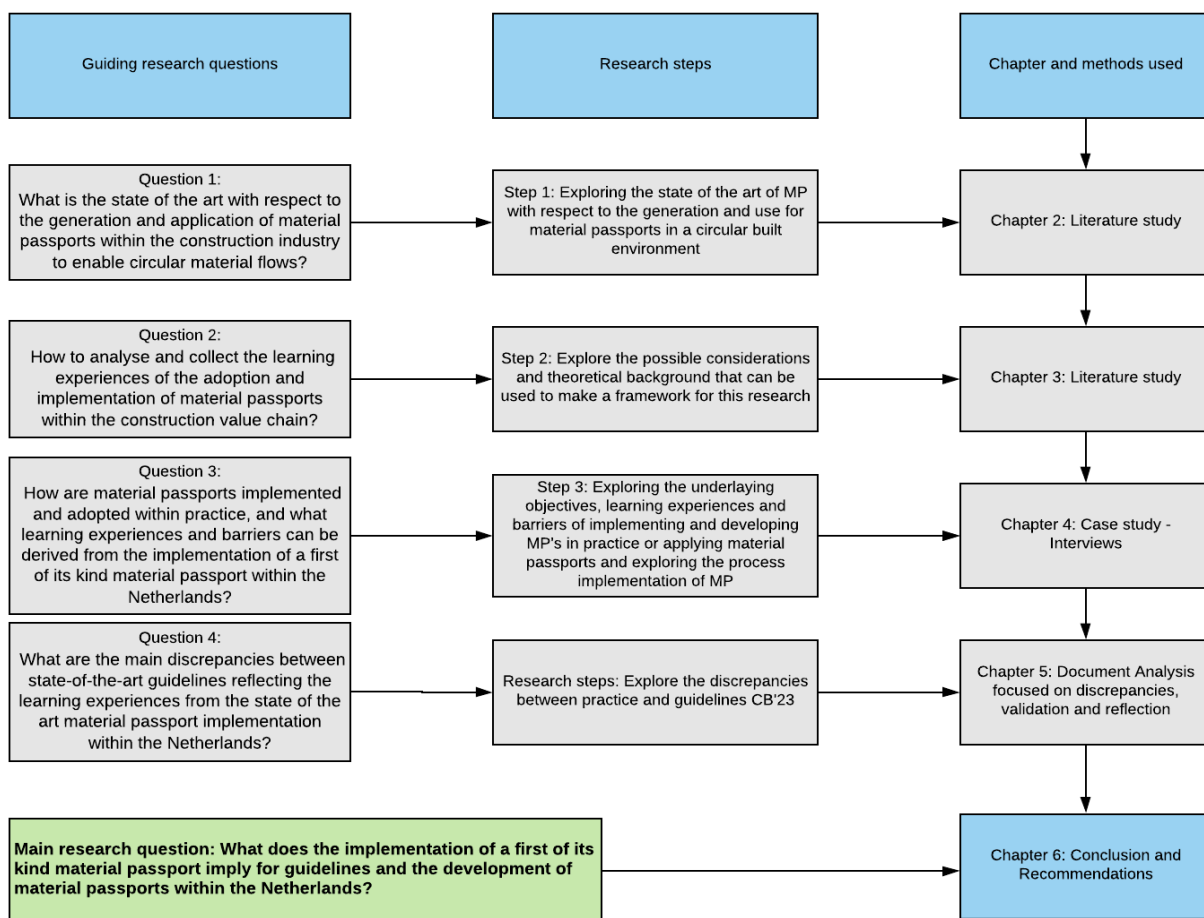 Guiding research questions
Research steps
Chapter and methods used
Question 1:
What is the state of the art with respect to
the generation and application of material
passports within the construction industry
to enable circular material flows?
Step 1: Exploring the state of the art of MP
with respect to the generation and use for
material passports in a circular built
environment
Chapter 2: Literature study
Question 2:
How to analyse and collect the learning
experiences of the adoption and
implementation of material passports
within the construction value chain?
Step 2: Explore the possible considerations
and theoretical background that can be
used to make a framework for this research
Chapter 3: Literature study
Question 3:
How are material passports implemented
and adopted within practice, and what
learning experiences and barriers can be
derived from the implementation of a first
of its kind material passport within the
Netherlands?
Step 3: Exploring the underlaying
objectives, learning experiences and
barriers of implementing and developing
MP's in practice or applying material
passports and exploring the process
implementation of MP
Chapter 4: Case study -
Interviews
Question 4:
What are the main discrepancies between
state-of-the-art guidelines reflecting the
learning experiences from the state of the
art material passport implementation
within the Netherlands?
Research steps: Explore the discrepancies
between practice and guidelines CB'23
Chapter 5: Document Analysis
focused on discrepancies,
validation and reflection
Main research question: What does the implementation of a first of its
kind material passport imply for guidelines and the development of
material passports within the Netherlands?
Chapter 6: Conclusion and
Recommendations